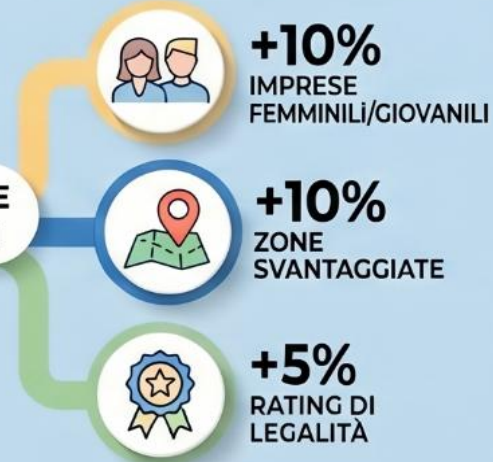 +10%
IMPRESE
FEMMINILi/GIOVANILI
+10%
ZONE
SVANTAGGIATE
+5%
RATING DI
LEGALITÀ